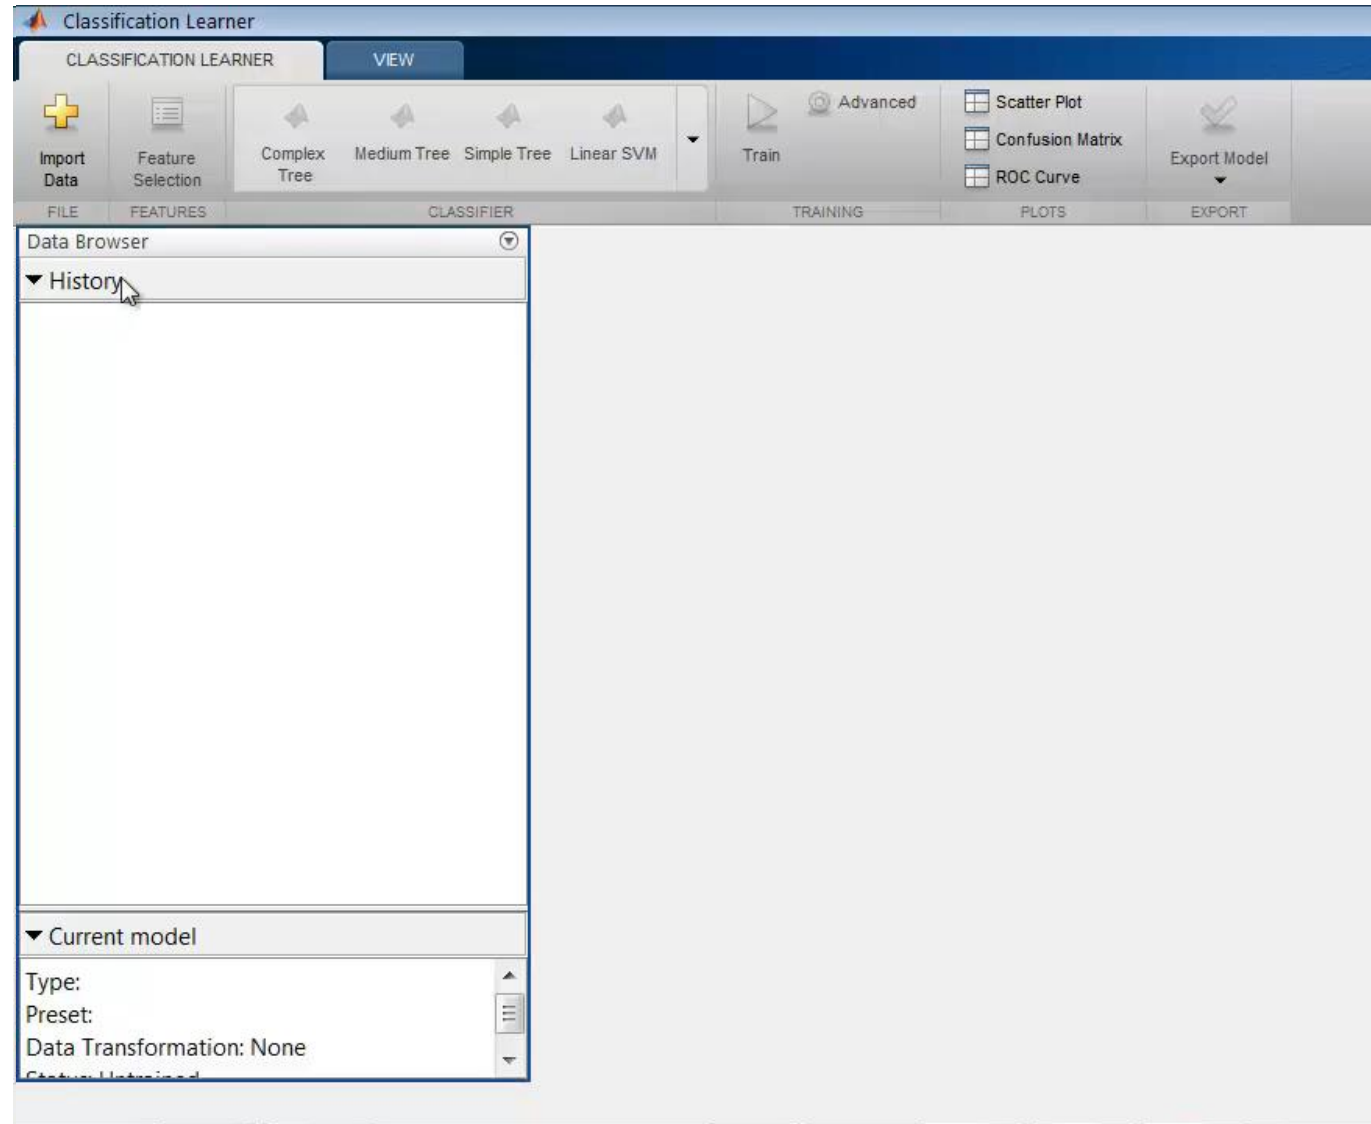 Classification Learner
CLASSIFICATION LEARNER
VIEW
Import
Data
Feature
Selection
Complex
Tree
Medium Tree
Simple Tree
Linear SVM
Train
Advanced
Scatter Plot
Confusion Matrix
ROC Curve
Export Model
FILE
FEATURES
CLASSIFIER
TRAINING
PLOTS
EXPORT
Data Browser
History
Current model
Type:
Preset:
Data Transformation: None
Status: Untrained